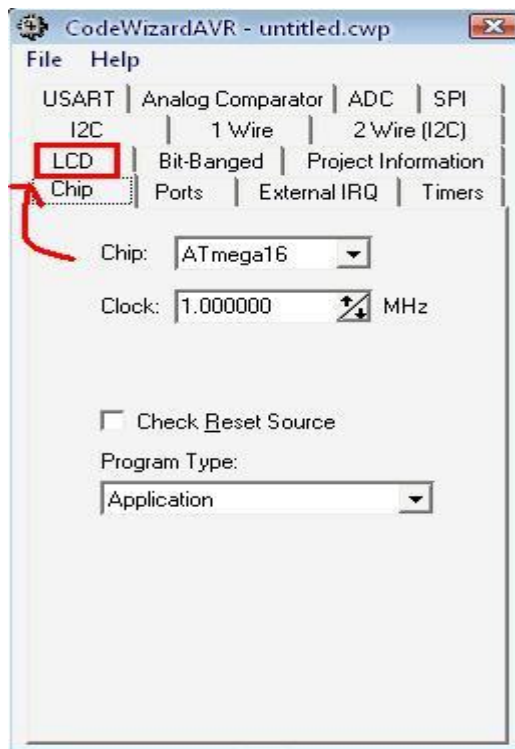 CodeWizardAVR - untitled.cwp
File Help
USART Analog Comparator ADC SPI
I2C 1 Wire 2 Wire (I2C)
LCD Bit-Banged Project Information
Chip Ports External IRQ Timers
Chip: ATmega16
Clock: 1.000000 MHz
Check Reset Source
Program Type:
Application